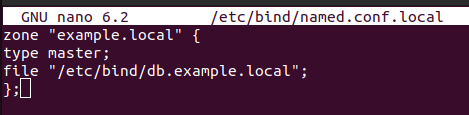 GNU nano 6.2 /etc/bind/named.conf.local
zone "example.local" {
type master;
file "/etc/bind/db.example.local";
};